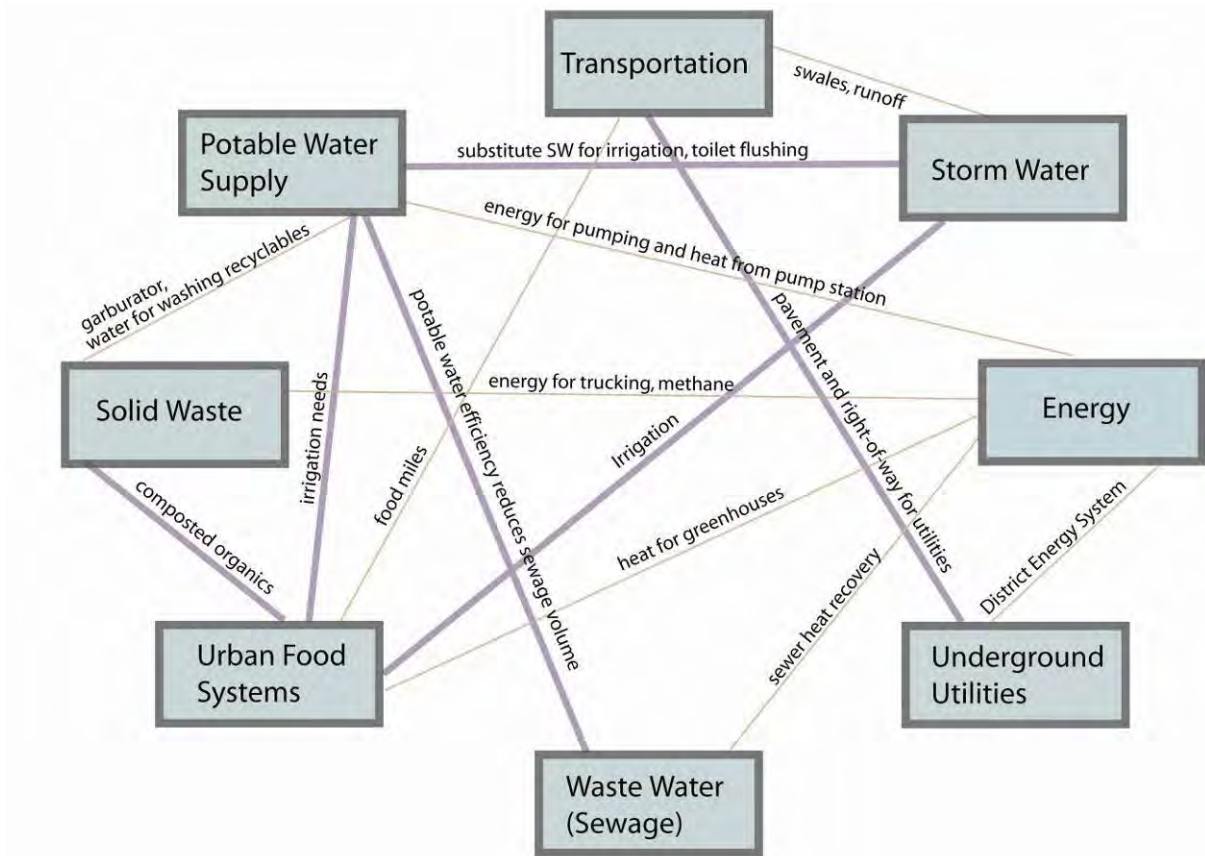 Transportation
swales, runoff
Potable Water
Supply
substitute SW for irrigation, toilet flushing
Storm Water
energy for pumping and heat from pump station
garburator,
water for washing recyclables
potable water efficiency reduces sewage volume
pavement and right-of-way for utilities
Solid Waste
energy for trucking, methane
Energy
irrigation needs
food miles
Irrigation
composted organics
heat for greenhouses
District Energy System
sewer heat recovery
Urban Food
Systems
Underground
Utilities
Waste Water
(Sewage)